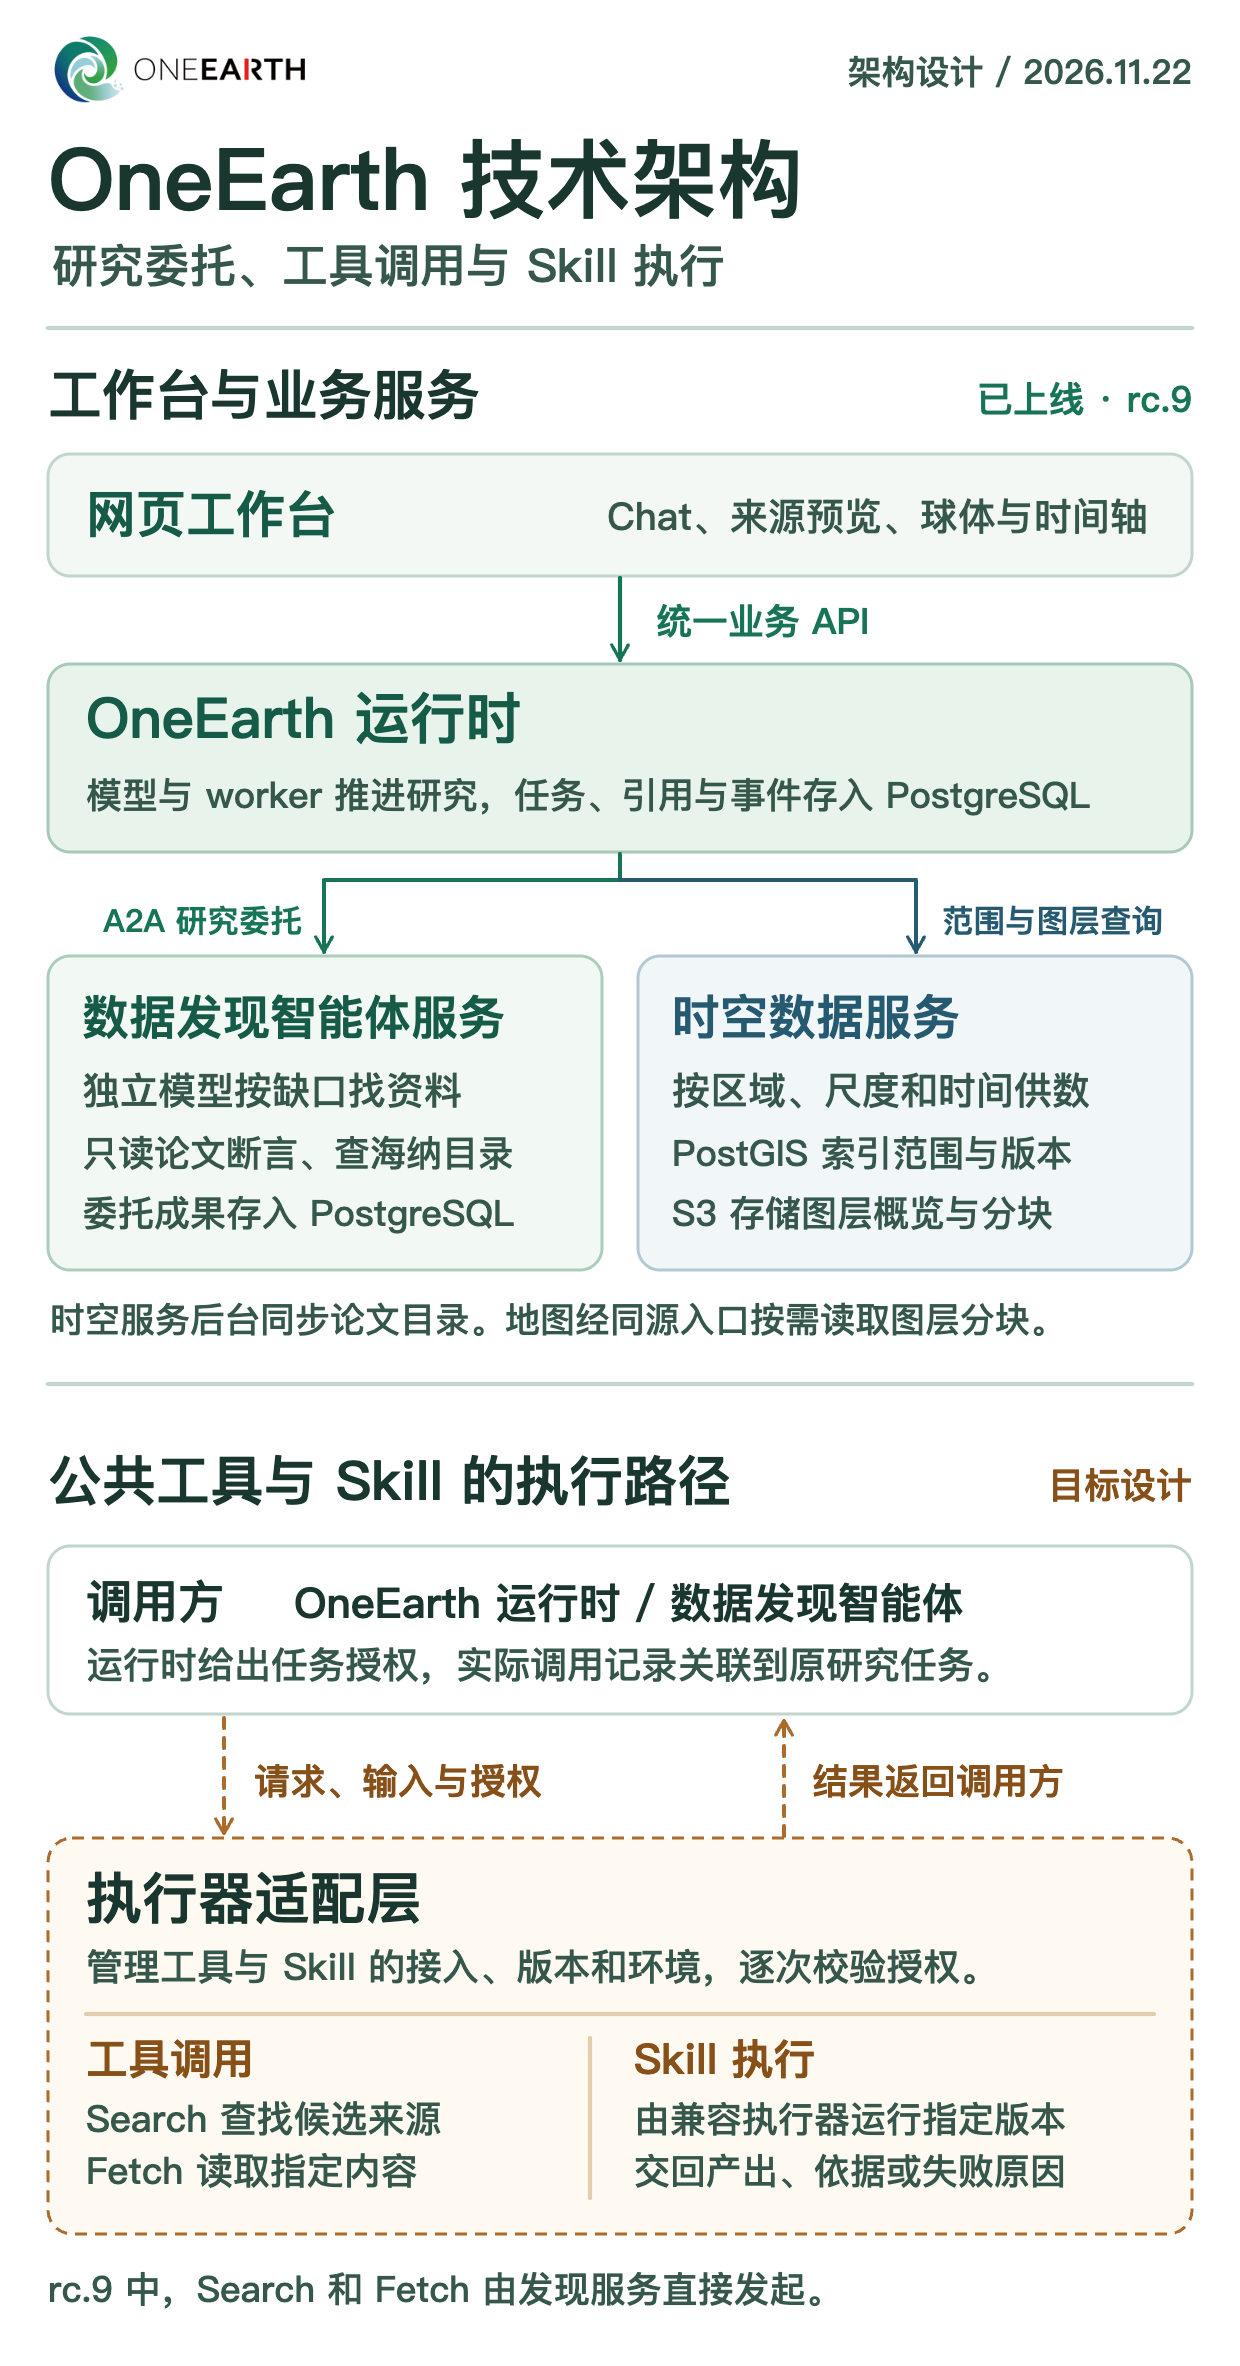 ONEEARTH
架构设计 / 2026.11.22
OneEarth 技术架构
研究委托、工具调用与 Skill 执行
工作台与业务服务
已上线 · rc.9
网页工作台
Chat、来源预览、球体与时间轴
统一业务 API
OneEarth 运行时
模型与 worker 推进研究，任务、引用与事件存入 PostgreSQL
A2A 研究委托
范围与图层查询
数据发现智能体服务
独立模型按缺口找资料
只读论文断言、查海纳目录
委托成果存入 PostgreSQL
时空数据服务
按区域、尺度和时间供数
PostGIS 索引范围与版本
S3 存储图层概览与分块
时空服务后台同步论文目录。地图经同源入口按需读取图层分块。
公共工具与 Skill 的执行路径
目标设计
调用方 OneEarth 运行时 / 数据发现智能体
运行时给出任务授权，实际调用记录关联到原研究任务。
请求、输入与授权
结果返回调用方
执行器适配层
管理工具与 Skill 的接入、版本和环境，逐次校验授权。
工具调用
Search 查找候选来源
Fetch 读取指定内容
Skill 执行
由兼容执行器运行指定版本
交回产出、依据或失败原因
rc.9 中，Search 和 Fetch 由发现服务直接发起。